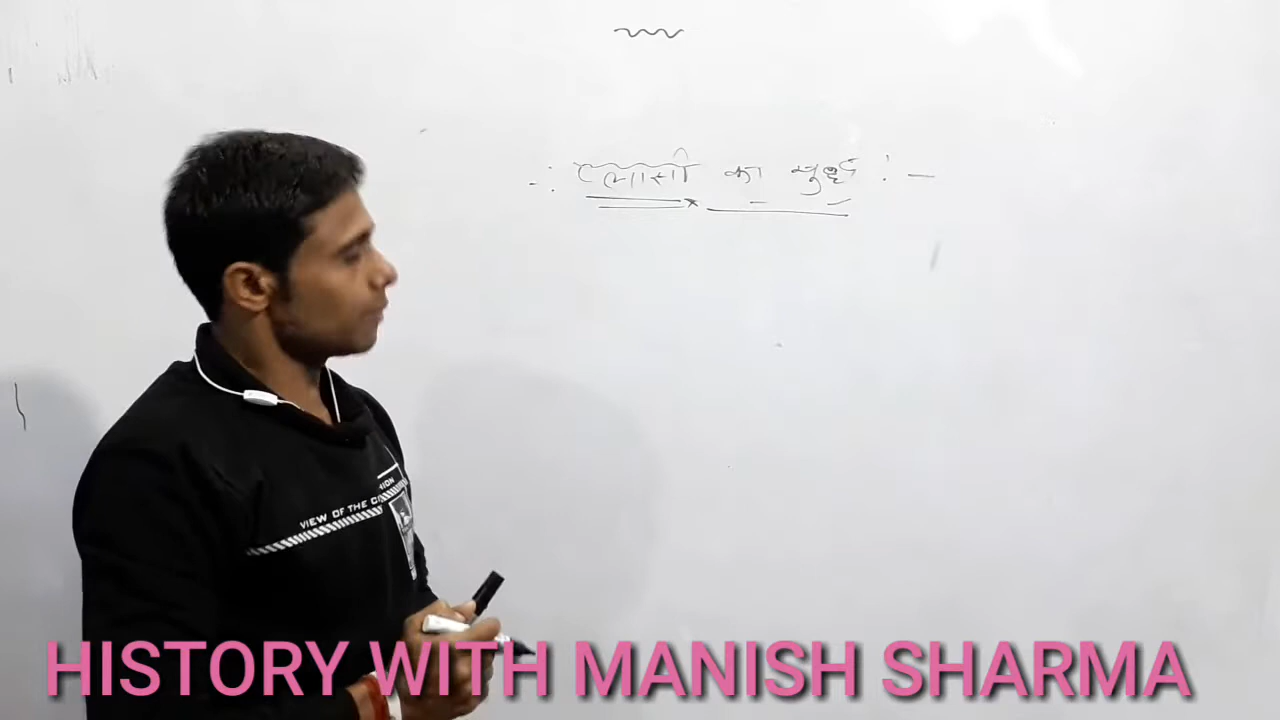 -: प्लासी का युद्ध :-
VIEW OF THE
HISTORY WITH MANISH SHARMA